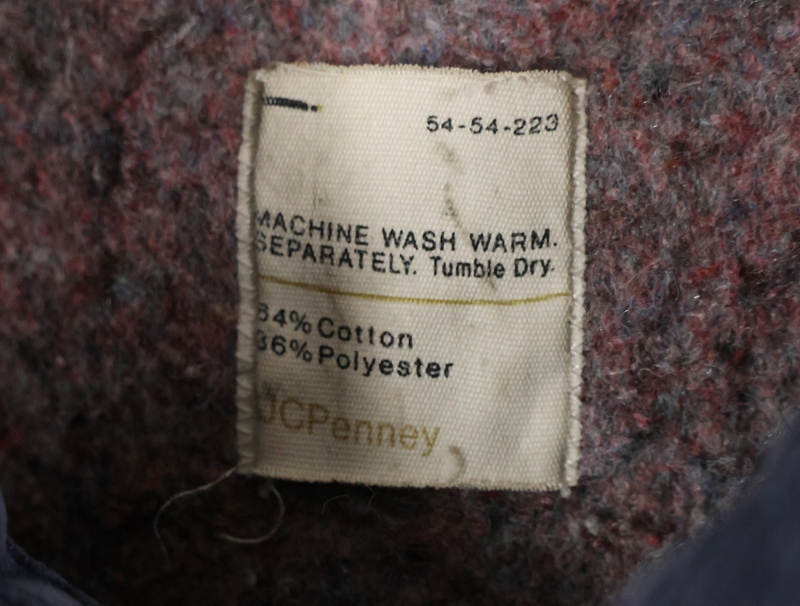 54-54-223
MACHINE WASH WARM.
SEPARATELY. Tumble Dry.
64% Cotton
36% Polyester
JCPenney